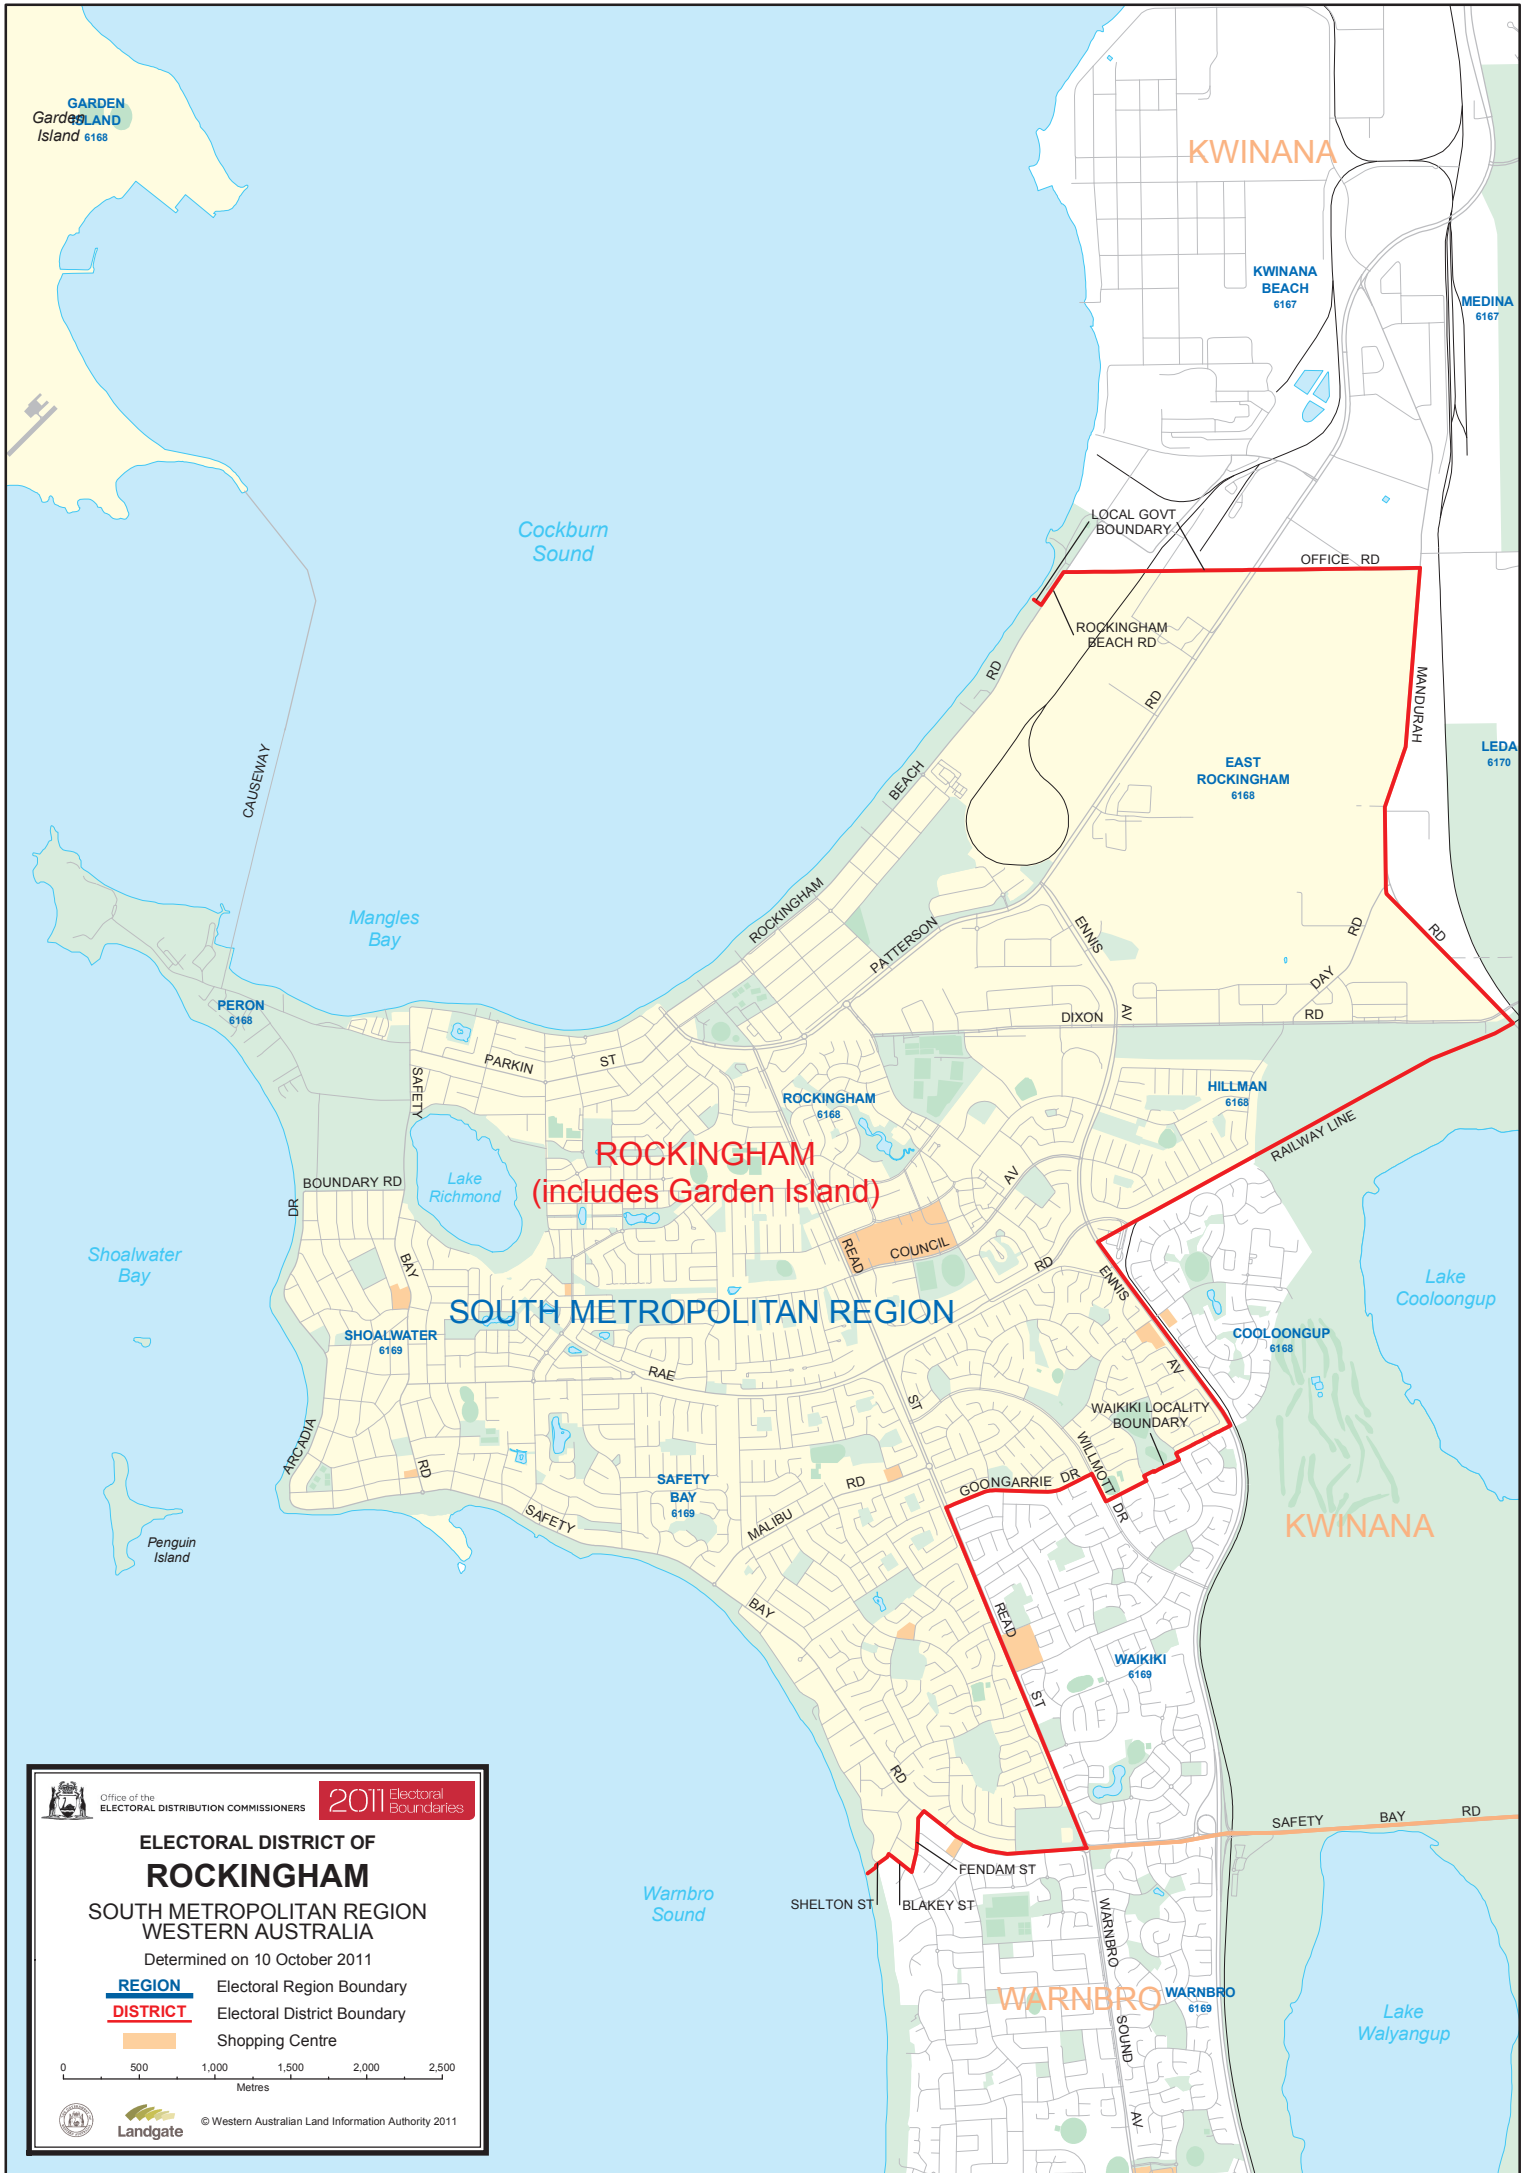 GARDEN
ISLAND
6168
Garden
Island
KWINANA
KWINANA
BEACH
6167
MEDINA
6167
Cockburn
Sound
LOCAL GOVT
BOUNDARY
OFFICE RD
ROCKINGHAM
BEACH RD
RD
RD
MANDURAH
LEDA
6170
EAST
ROCKINGHAM
6168
CAUSEWAY
BEACH
ROCKINGHAM
Mangles
Bay
PATTERSON
ENNIS
RD
RD
DAY
PERON
6168
DIXON
AV
RD
PARKIN
ST
SAFETY
ROCKINGHAM
6168
HILLMAN
6168
RAILWAY LINE
ROCKINGHAM
(includes Garden Island)
Lake
Richmond
BOUNDARY RD
DR
AV
READ
COUNCIL
RD
ENNIS
Shoalwater
Bay
BAY
Lake
Cooloongup
SOUTH METROPOLITAN REGION
SHOALWATER
6169
COOLOONGUP
6168
RAE
AV
ST
WAIKIKI LOCALITY
BOUNDARY
ARCADIA
RD
WILLMOTT
DR
SAFETY
BAY
6169
RD
GOONGARRIE DR
SAFETY
MALIBU
KWINANA
Penguin
Island
BAY
READ
WAIKIKI
6169
ST
RD
SAFETY BAY RD
FENDAM ST
SHELTON ST
BLAKEY ST
Warnbro
Sound
WARNBRO
WARNBRO
WARNBRO
6169
SOUND
AV
Lake
Walyangup
Office of the
ELECTORAL DISTRIBUTION COMMISSIONERS
2011 Electoral
Boundaries
ELECTORAL DISTRICT OF
ROCKINGHAM
SOUTH METROPOLITAN REGION
WESTERN AUSTRALIA
Determined on 10 October 2011
REGION Electoral Region Boundary
DISTRICT Electoral District Boundary
Shopping Centre
0 500 1,000 1,500 2,000 2,500
Metres
Landgate
© Western Australian Land Information Authority 2011